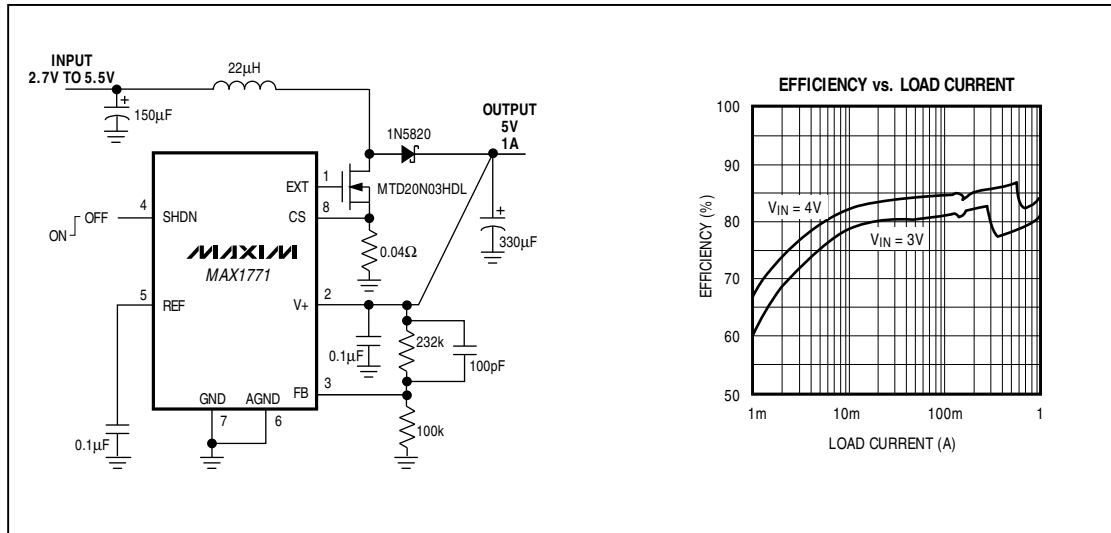 INPUT
2.7V TO 5.5V
22µH
150µF
OUTPUT
5V
1A
1N5820
MTD20N03HDL
EXT
1
CS
8
0.04Ω
330µF
ON
OFF
4
SHDN
MAXIM
MAX1771
5
REF
V+
2
0.1µF
232k
100pF
FB
3
100k
GND
7
AGND
6
0.1µF
EFFICIENCY vs. LOAD CURRENT
EFFICIENCY (%)
100
90
80
70
60
50
VIN = 4V
VIN = 3V
1m
10m
100m
1
LOAD CURRENT (A)